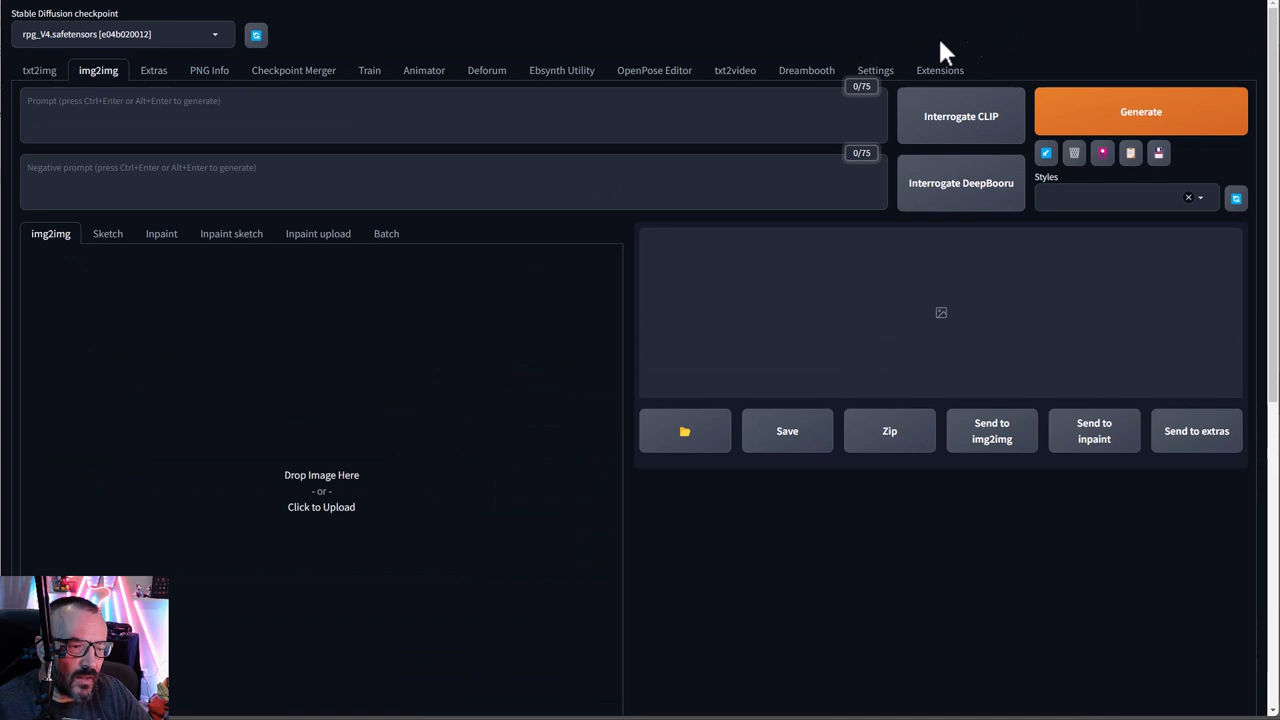 Stable Diffusion checkpoint
rpg_V4.safetensors [e04b020012]
txt2img img2img Extras PNG Info Checkpoint Merger Train Animator Deforum Ebsynth Utility OpenPose Editor txt2video Dreambooth Settings Extensions
0/75
Prompt (press Ctrl+Enter or Alt+Enter to generate)
Interrogate CLIP
Generate
0/75
Negative prompt (press Ctrl+Enter or Alt+Enter to generate)
Interrogate DeepBooru
Styles
img2img Sketch Inpaint Inpaint sketch Inpaint upload Batch
Save
Zip
Send to
img2img
Send to
inpaint
Send to extras
Drop Image Here
- or -
Click to Upload